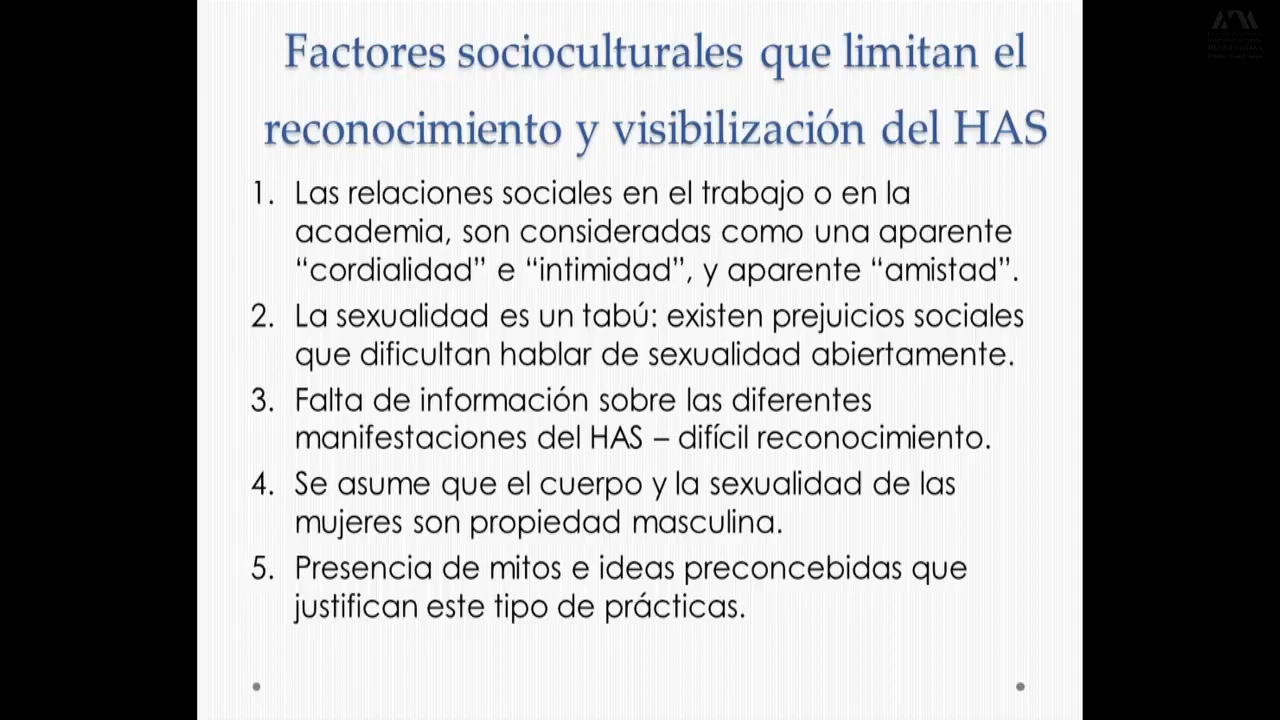 Factores socioculturales que limitan el
reconocimiento y visibilización del HAS
1. Las relaciones sociales en el trabajo o en la
academia, son consideradas como una aparente
“cordialidad” e “intimidad”, y aparente “amistad”.
2. La sexualidad es un tabú: existen prejuicios sociales
que dificultan hablar de sexualidad abiertamente.
3. Falta de información sobre las diferentes
manifestaciones del HAS – difícil reconocimiento.
4. Se asume que el cuerpo y la sexualidad de las
mujeres son propiedad masculina.
5. Presencia de mitos e ideas preconcebidas que
justifican este tipo de prácticas.